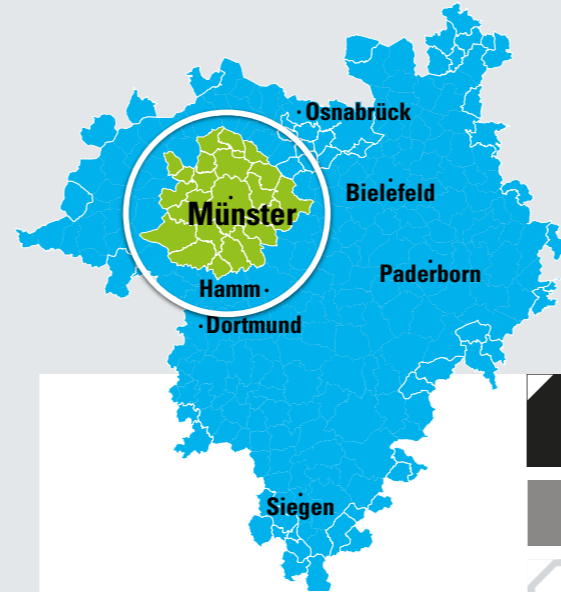 Osnabrück
Bielefeld
Münster
Paderborn
Hamm
Dortmund
Siegen